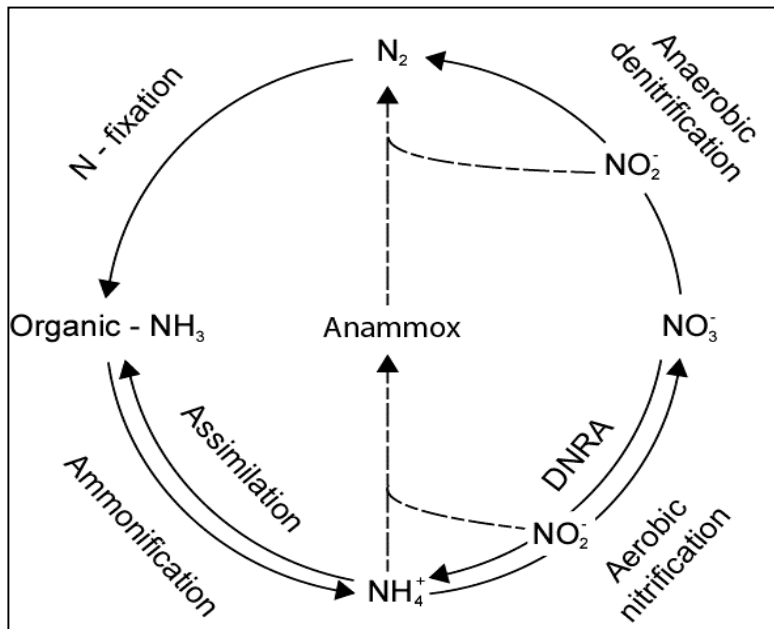 N₂
Anaerobic
denitrification
N - fixation
NO₂⁻
Organic - NH₃
Anammox
NO₃⁻
Assimilation
DNRA
Ammonification
NO₂⁻
Aerobic
nitrification
NH₄⁺